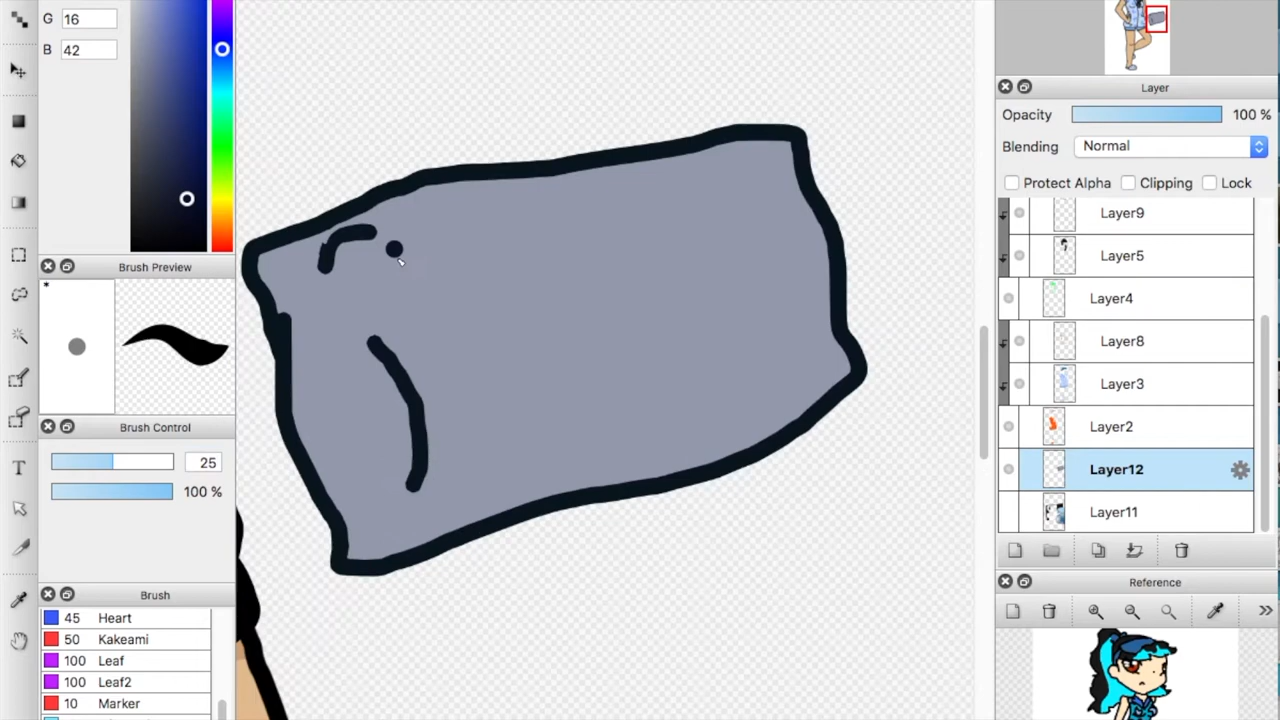 G 16
B 42
Brush Preview
*
Brush Control
25
100 %
T
Brush
45 Heart
50 Kakeami
100 Leaf
100 Leaf2
10 Marker
Layer
Opacity 100 %
Blending Normal
Protect Alpha Clipping Lock
Layer9
Layer5
Layer4
Layer8
Layer3
Layer2
Layer12
Layer11
Reference